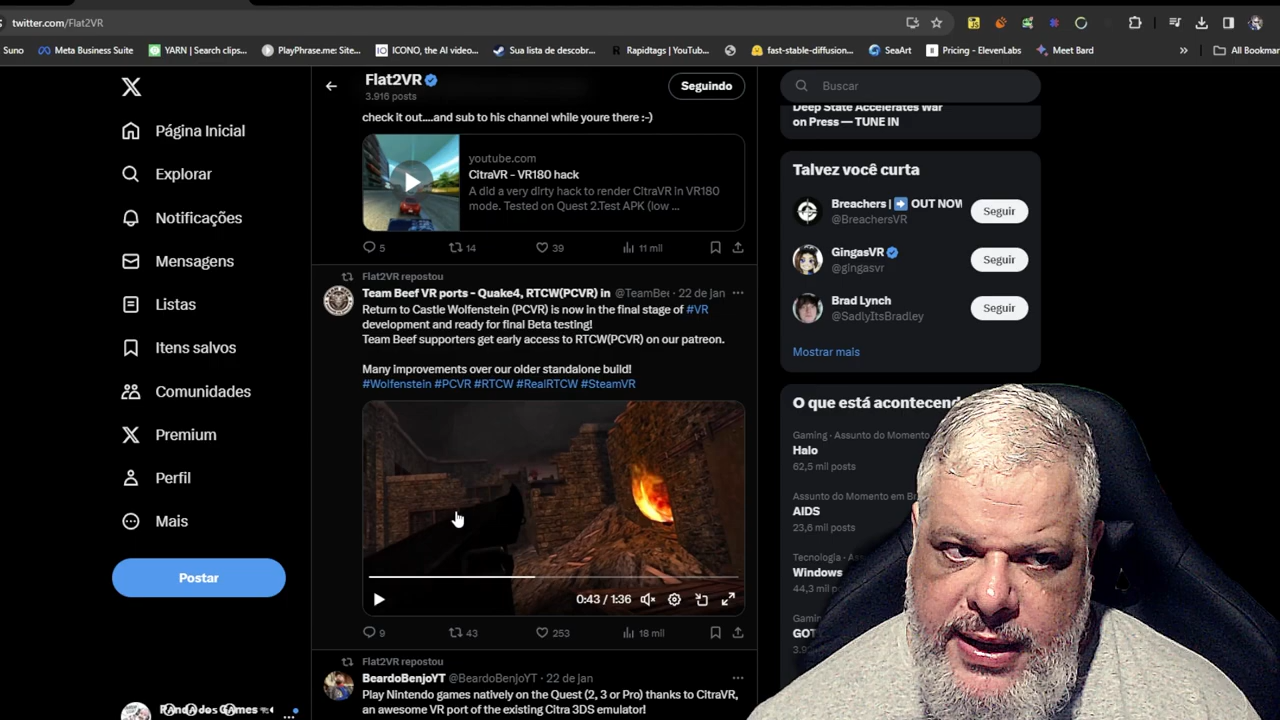 twitter.com/Flat2VR
Suno
Meta Business Suite
YARN | Search clips...
PlayPhrase.me: Site...
ICONO, the AI video...
Sua lista de descobr...
Rapidtags | YouTub...
fast-stable-diffusion...
SeaArt
Pricing - ElevenLabs
Meet Bard
»
All Bookmar
Flat2VR
3.916 posts
Seguindo
Página Inicial
Explorar
Notificações
Mensagens
Listas
Itens salvos
Comunidades
Premium
Perfil
Mais
Postar
check it out....and sub to his channel while youre there :-)
youtube.com
CitraVR - VR180 hack
A did a very dirty hack to render CitraVR in VR180
mode. Tested on Quest 2.Test APK (low ...
5
14
39
11 mil
Flat2VR repostou
Team Beef VR ports - Quake4, RTCW(PCVR) in @TeamBee · 22 de jan
Return to Castle Wolfenstein (PCVR) is now in the final stage of #VR
development and ready for final Beta testing!
Team Beef supporters get early access to RTCW(PCVR) on our patreon.
Many improvements over our older standalone build!
#Wolfenstein #PCVR #RTCW #RealRTCW #SteamVR
0:43 / 1:36
9
43
253
18 mil
Flat2VR repostou
BeardoBenjoYT @BeardoBenjoYT · 22 de jan
Play Nintendo games natively on the Quest (2, 3 or Pro) thanks to CitraVR,
an awesome VR port of the existing Citra 3DS emulator!
Buscar
Deep State Accelerates War
on Press — TUNE IN
Talvez você curta
Breachers | OUT NOW
@BreachersVR
Seguir
GingasVR
@gingasvr
Seguir
Brad Lynch
@SadlyItsBradley
Seguir
Mostrar mais
O que está acontecend
Gaming · Assunto do Momento
Halo
62,5 mil posts
Assunto do Momento em Br
AIDS
23,6 mil posts
Tecnologia · Ass
Windows
44,3 mil po
Gaming
GOT